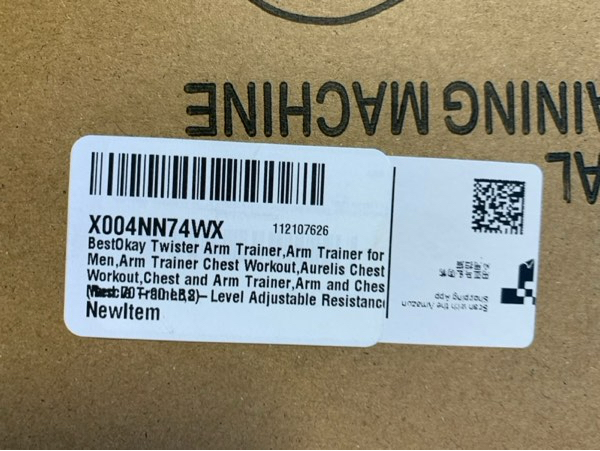 AINING MACHINE
AL
X004NN74WX 112107626
BestOkay Twister Arm Trainer,Arm Trainer for
Men,Arm Trainer Chest Workout,Aurelis Chest
Workout,Chest and Arm Trainer,Arm and Ches
Level Adjustable Resistanc
NewItem
Scan with the Amazon
Shopping App